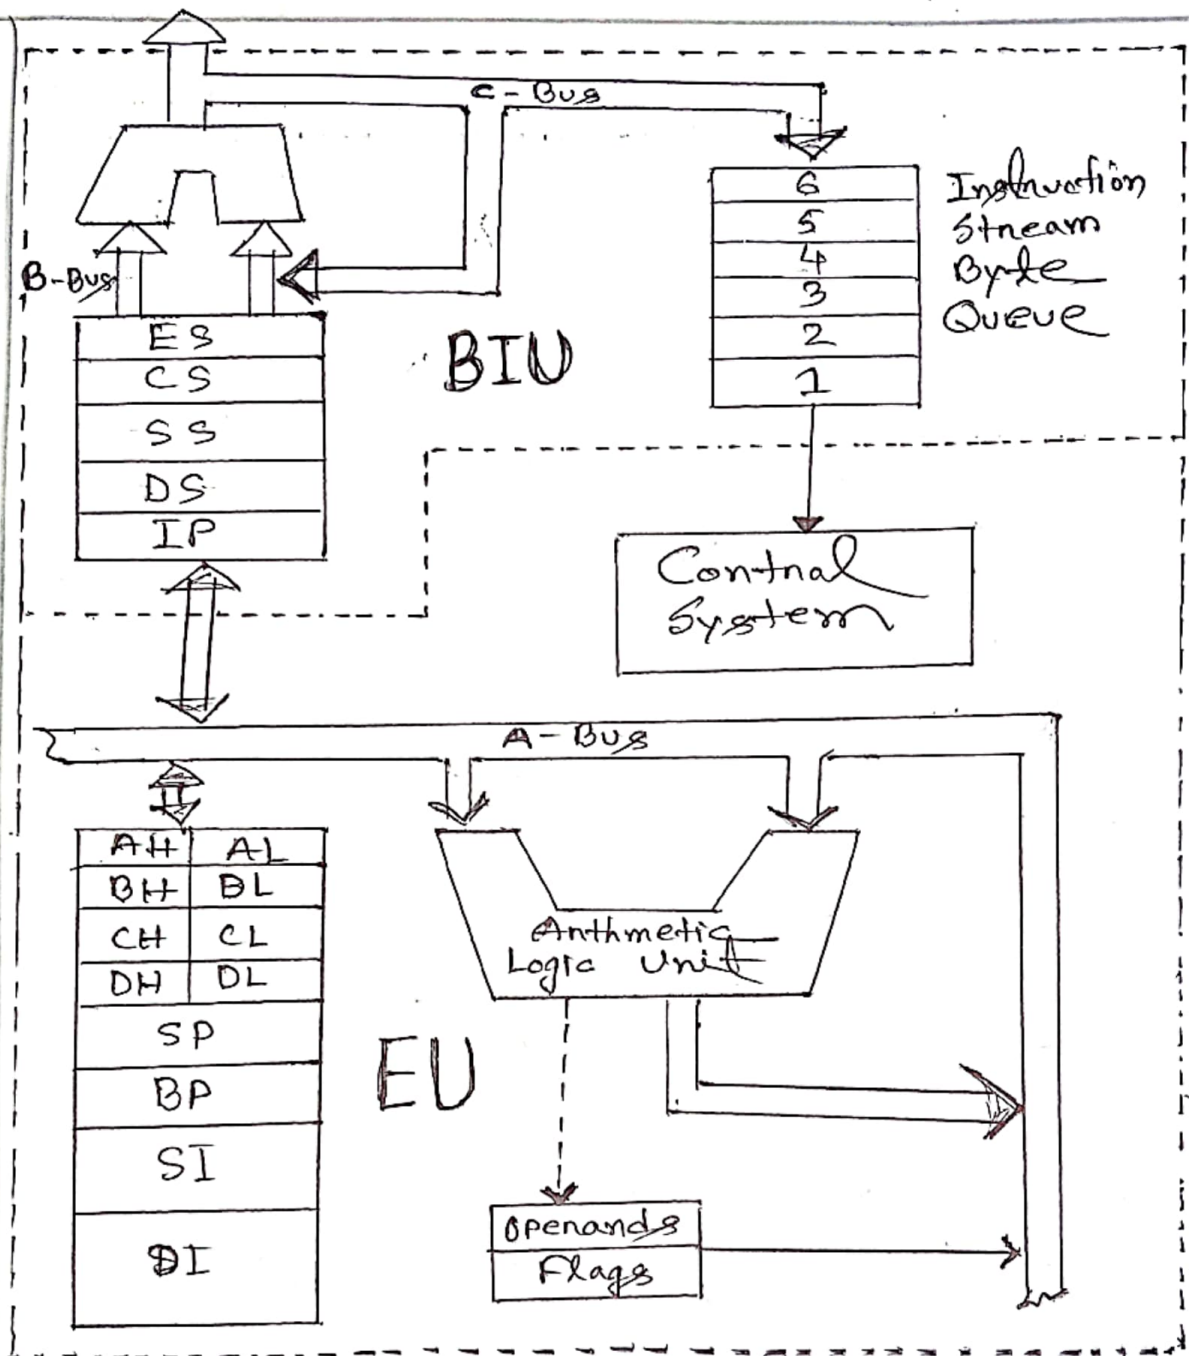 C-Bus
6
5
4
3
2
1
Instruction
Stream
Byte
Queue
B-Bus
ES
CS
SS
DS
IP
BIU
Control
System
A-Bus
AH AL
BH BL
CH CL
DH DL
SP
BP
SI
DI
EU
Arithmetic
Logic Unit
Operands
Flags